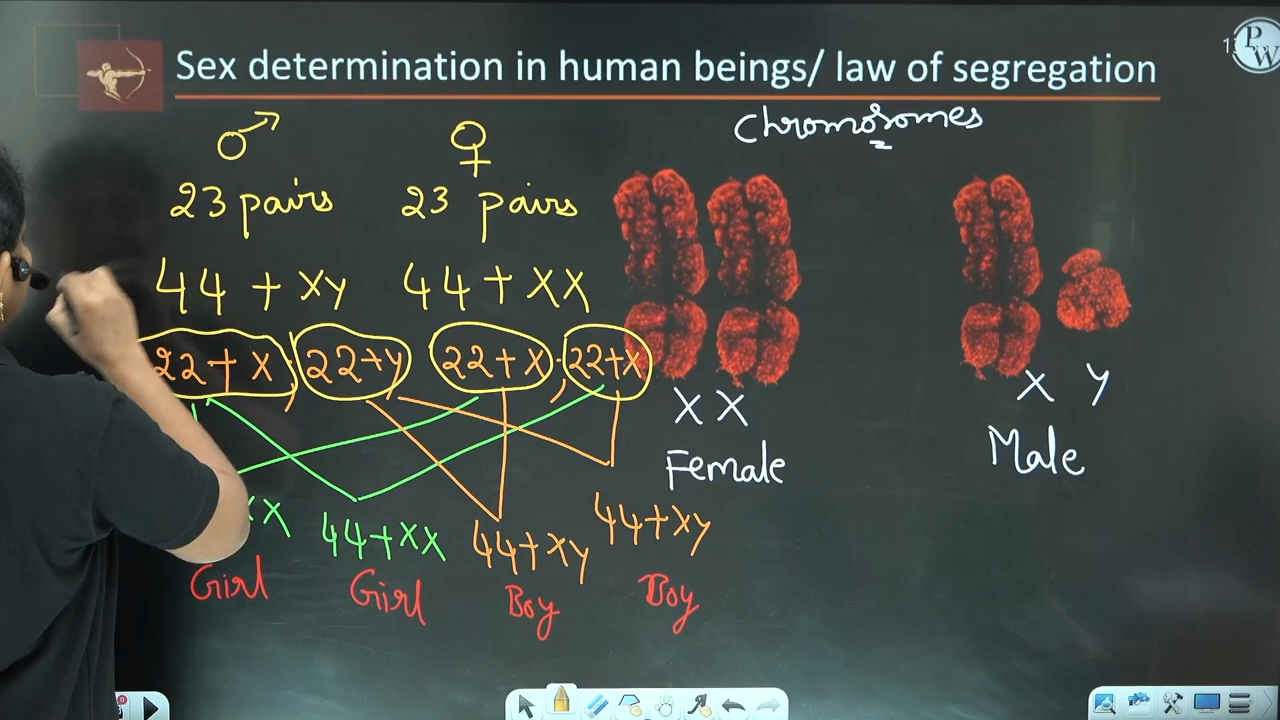 Sex determination in human beings/ law of segregation
PW
Chromosomes
♂ ♀
23 pairs 23 pairs
44 + xy 44 + XX
22 + X, 22+y 22 + X, 22+X
X X
Female
X y
Male
XX 44+XX 44+Xy 44+Xy
Girl Girl Boy Boy